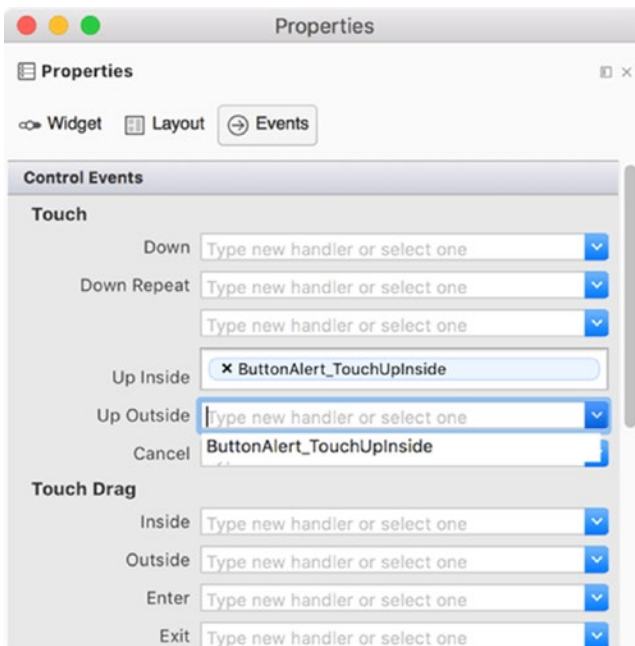 Properties
Properties
Widget Layout Events
Control Events
Touch
Down Type new handler or select one
Down Repeat Type new handler or select one
Type new handler or select one
Up Inside × ButtonAlert_TouchUpInside
Up Outside Type new handler or select one
ButtonAlert_TouchUpInside
Cancel
Touch Drag
Inside Type new handler or select one
Outside Type new handler or select one
Enter Type new handler or select one
Exit Type new handler or select one